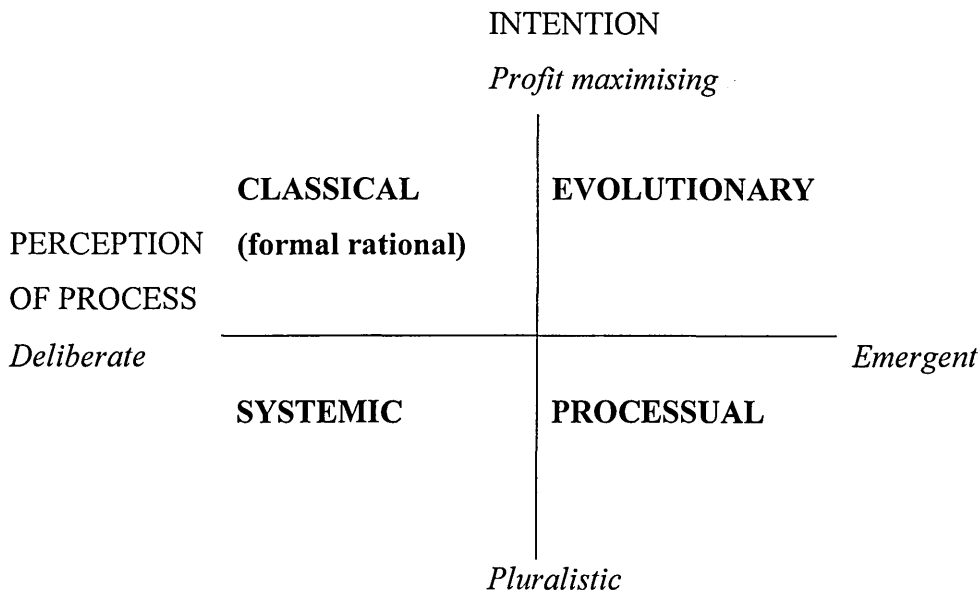 INTENTION
Profit maximising
CLASSICAL
EVOLUTIONARY
PERCEPTION
(formal rational)
OF PROCESS
Deliberate
Emergent
SYSTEMIC
PROCESSUAL
Pluralistic